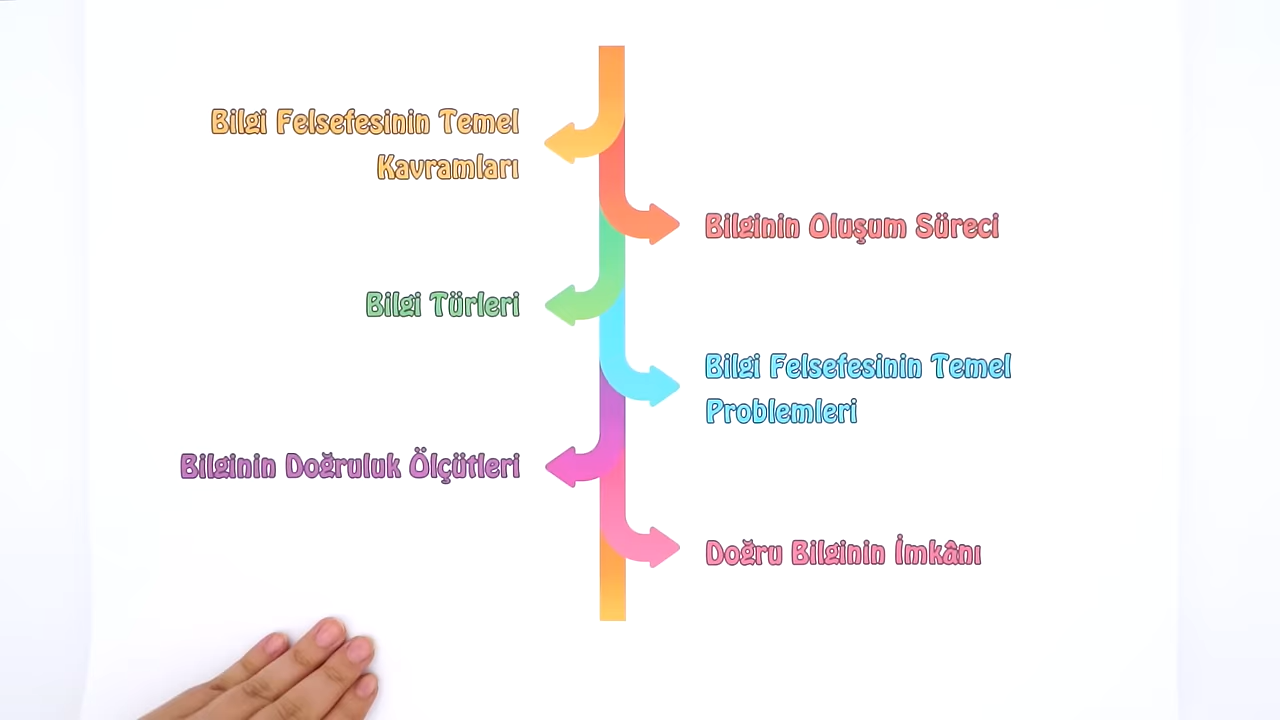 Bilgi Felsefesinin Temel
Kavramları
Bilginin Oluşum Süreci
Bilgi Türleri
Bilgi Felsefesinin Temel
Problemleri
Bilginin Doğruluk Ölçütleri
Doğru Bilginin İmkânı